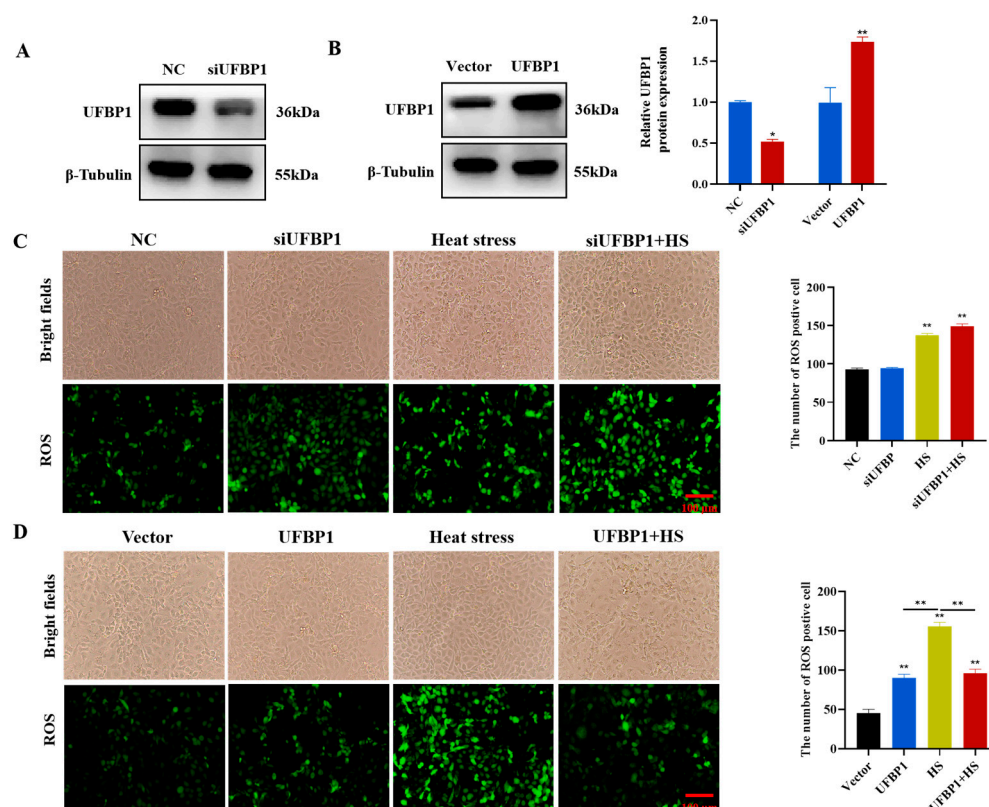 A
NC siUFBP1
UFBP1 36kDa
β-Tubulin 55kDa
B
Vector UFBP1
UFBP1 36kDa
β-Tubulin 55kDa
Relative UFBP1
protein expression
2.0
1.5
1.0
0.5
0.0
**
*
NC
siUFBP1
Vector
UFBP1
C
NC siUFBP1 Heat stress siUFBP1+HS
Bright fields
ROS
100 μm
The number of ROS postive cell
200
150
100
50
0
** **
NC
siUFBP
HS
siUFBP1+HS
D
Vector UFBP1 Heat stress UFBP1+HS
Bright fields
ROS
The number of ROS postive cell
200
150
100
50
0
** **
** ** **
Vector
UFBP1
HS
UFBP1+HS